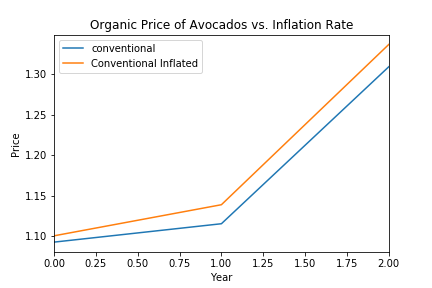 Organic Price of Avocados vs. Inflation Rate
conventional
Conventional Inflated
1.30
1.25
1.20
1.15
1.10
Price
0.00 0.25 0.50 0.75 1.00 1.25 1.50 1.75 2.00
Year